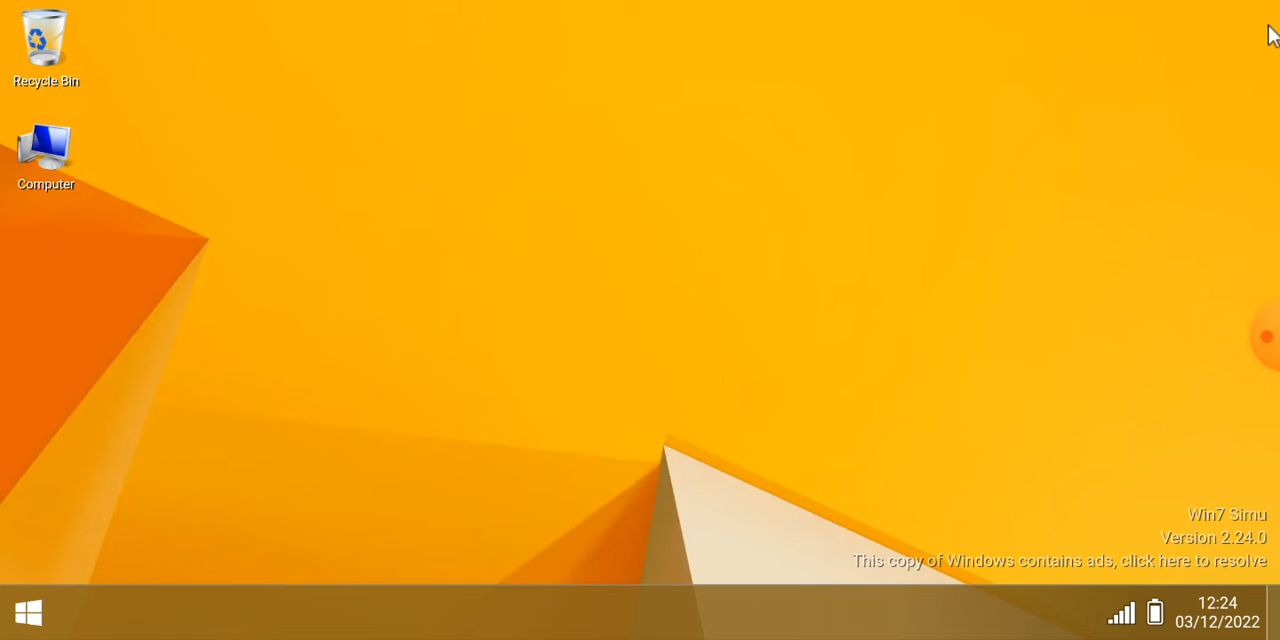 Recycle Bin
Computer
Win7 Simu
Version 2.24.0
This copy of Windows contains ads, click here to resolve
12:24
03/12/2022